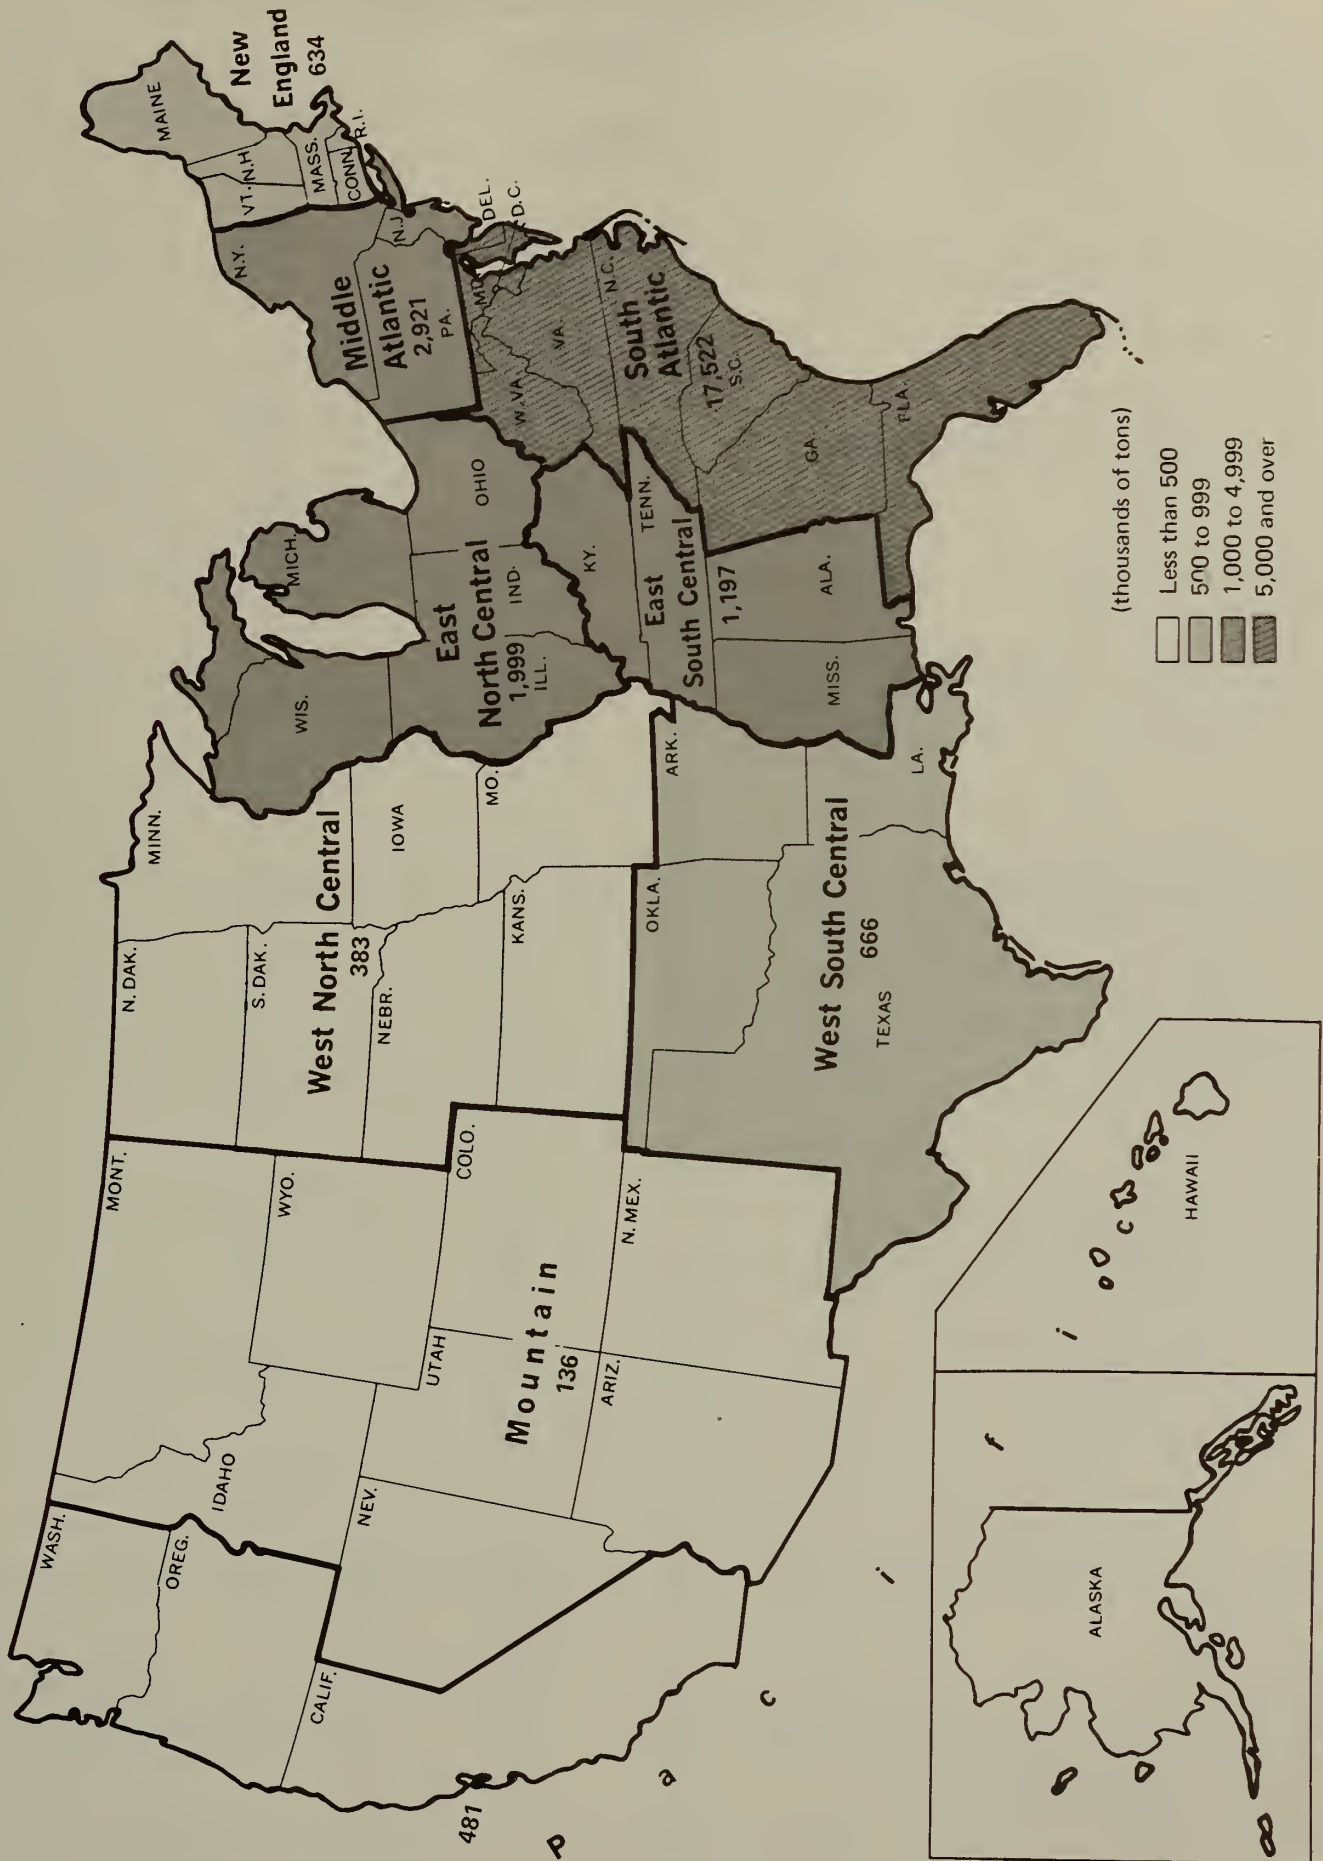 WASH.
OREG.
CALIF.
481
P a c i f i c
MONT.
IDAHO
WYO.
NEV.
UTAH
COLO.
Mountain
136
ARIZ.
N. MEX.
N. DAK.
MINN.
S. DAK.
West North Central
383
NEBR.
IOWA
KANS.
MO.
OKLA.
ARK.
West South Central
666
TEXAS
LA.
WIS.
MICH.
East
North Central
1,999
ILL.
IND.
OHIO
KY.
TENN.
East
South Central
1,197
MISS.
ALA.
MAINE
VT.
N.H
MASS.
CONN.
R.I.
New
England
634
N.Y.
Middle
Atlantic
2,921
PA.
N.J
DEL.
D.C.
MD.
W. VA.
VA.
N.C.
South
Atlantic
17,522
S.C.
GA.
FLA.
ALASKA
HAWAII
(thousands of tons)
Less than 500
500 to 999
1,000 to 4,999
5,000 and over